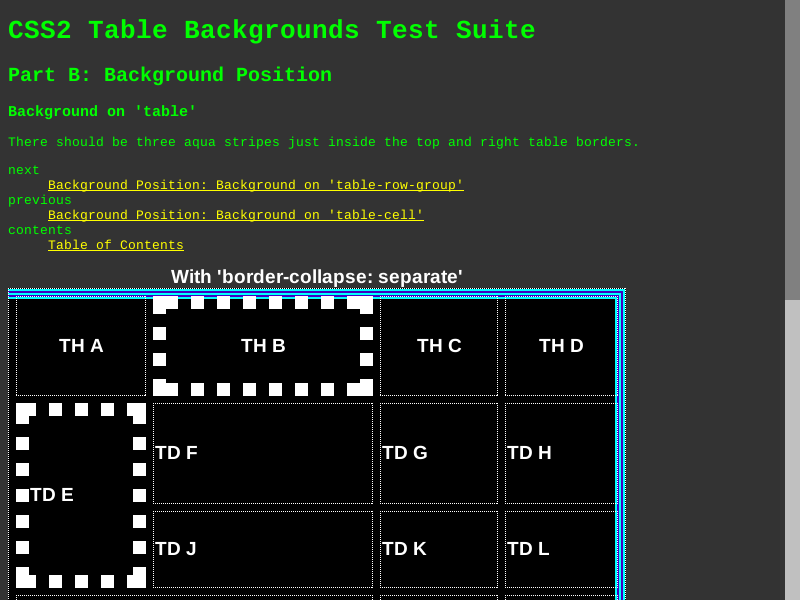 CSS2 Table Backgrounds Test Suite
Part B: Background Position
Background on 'table'
There should be three aqua stripes just inside the top and right table borders.
next
Background Position: Background on 'table-row-group'
previous
Background Position: Background on 'table-cell'
contents
Table of Contents
With 'border-collapse: separate'
TH A TH B TH C TH D
TD F TD G TD H
TD E
TD J TD K TD L